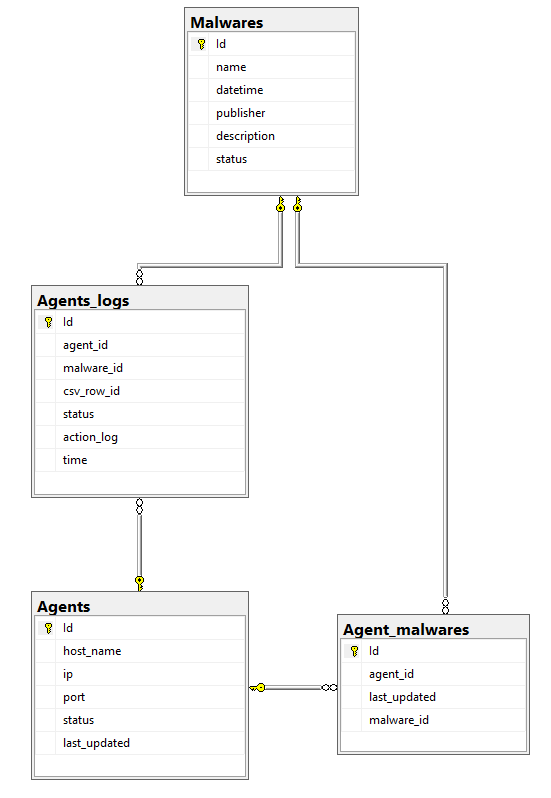 Malwares
Id
name
datetime
publisher
description
status
Agents_logs
Id
agent_id
malware_id
csv_row_id
status
action_log
time
Agents
Id
host_name
ip
port
status
last_updated
Agent_malwares
Id
agent_id
last_updated
malware_id